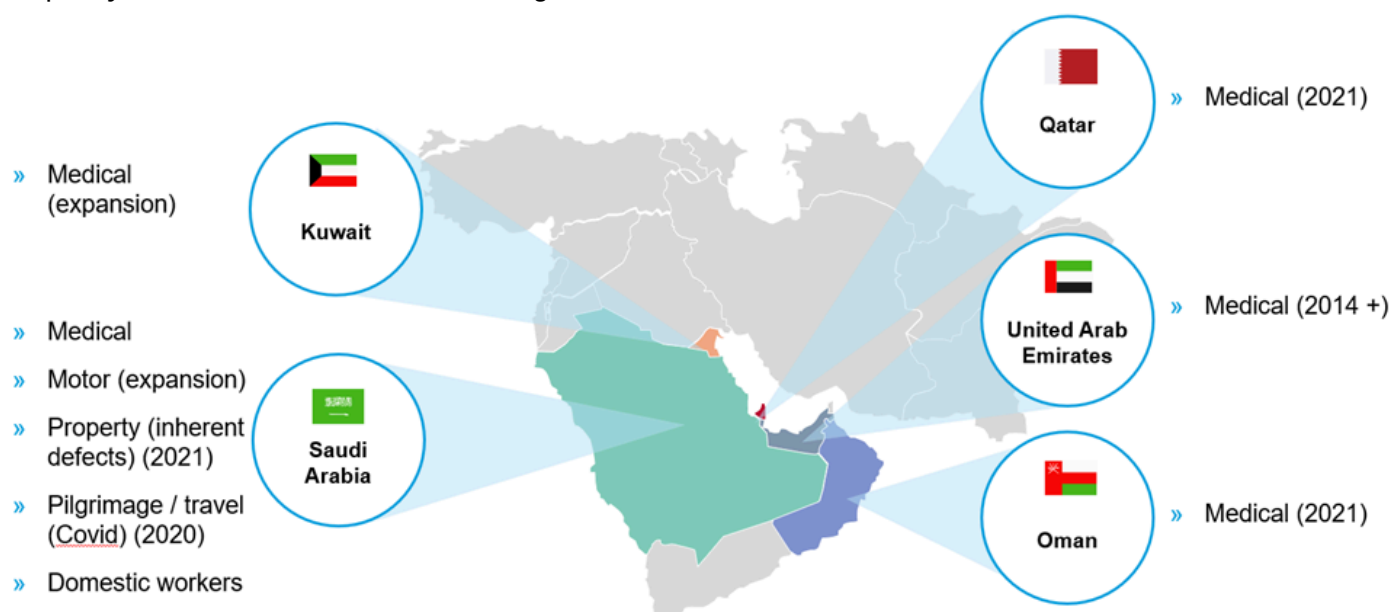 Qatar
» Medical (2021)
» Medical
(expansion)
Kuwait
United Arab
Emirates
» Medical (2014 +)
» Medical
» Motor (expansion)
» Property (inherent
defects) (2021)
» Pilgrimage / travel
(Covid) (2020)
» Domestic workers
Saudi
Arabia
Oman
» Medical (2021)